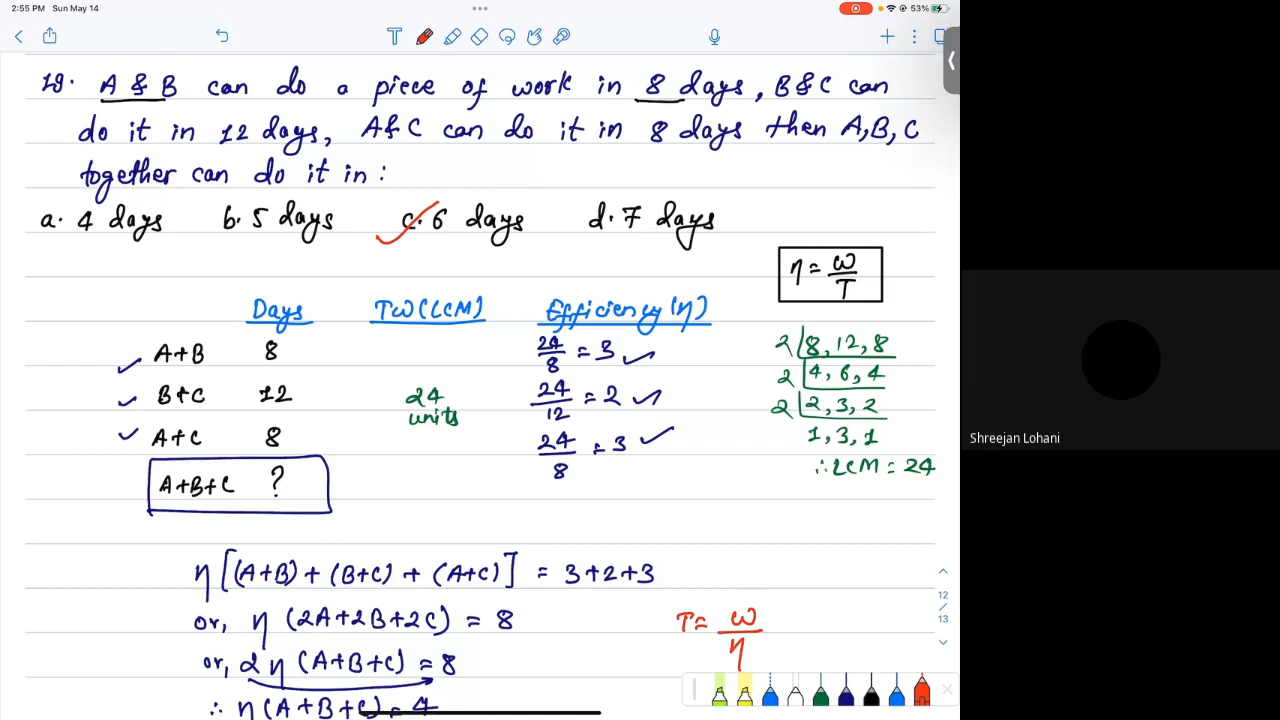 2:55 PM Sun May 14
53%
19. A & B can do a piece of work in 8 days, B & C can
do it in 12 days, A & C can do it in 8 days then A, B, C
together can do it in :
a. 4 days b. 5 days c. 6 days d. 7 days
η = ω/T
Days TW (LCM) Efficiency (η)
A+B 8 24/8 = 3
B+C 12 24 units 24/12 = 2
A+C 8 24/8 = 3
A+B+C ?
2 | 8, 12, 8
2 | 4, 6, 4
2 | 2, 3, 2
1, 3, 1
∴ LCM = 24
Shreejan Lohani
η [(A+B) + (B+C) + (A+C)] = 3+2+3
or, η (2A+2B+2C) = 8
or, 2 η (A+B+C) = 8
∴ η (A+B+C) = 4
T = ω/η
12
/
13